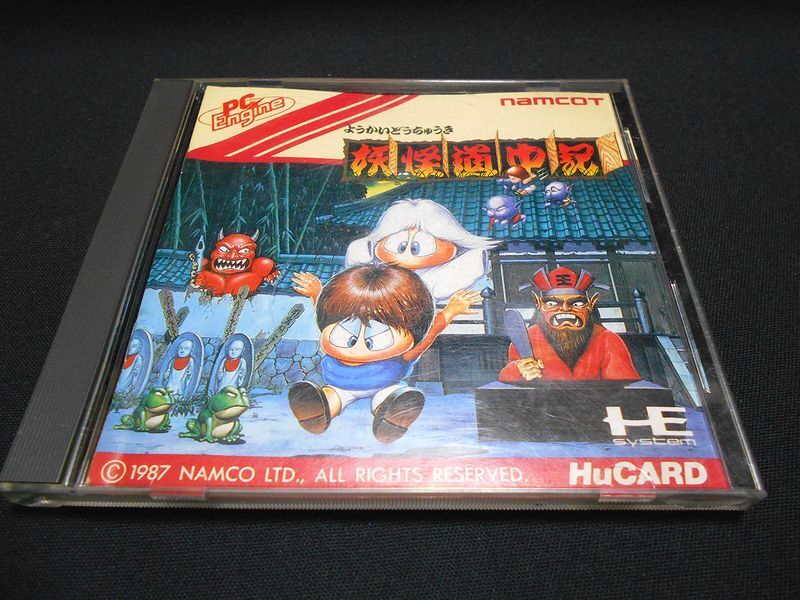 PC Engine
namcoT
ようかいどうちゅうき
妖怪道中記
王
HE
system
© 1987 NAMCO LTD., ALL RIGHTS RESERVED.
HuCARD